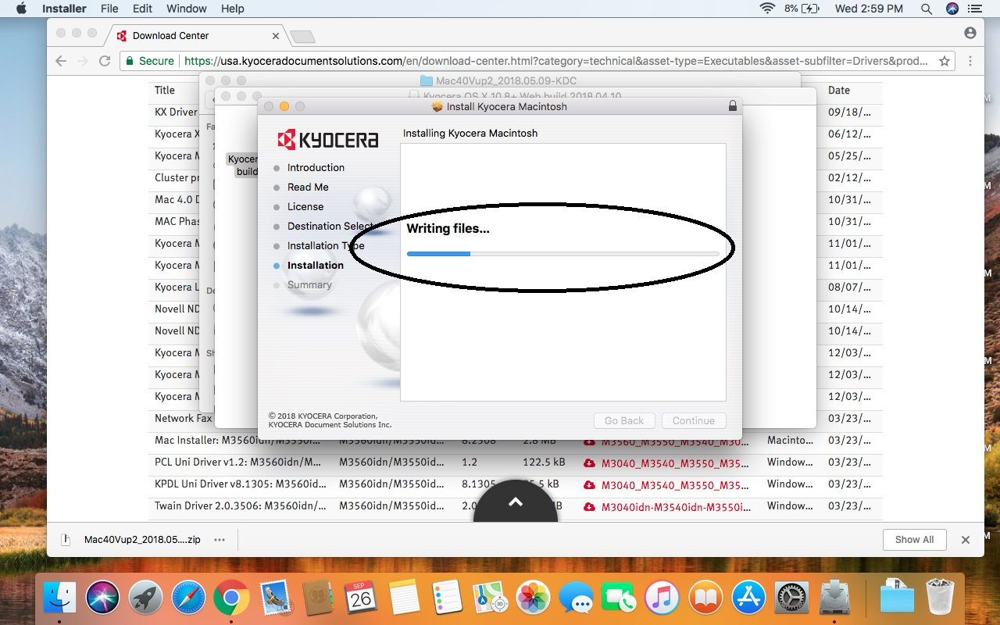 Installer File Edit Window Help 8% Wed 2:59 PM
Download Center
Secure https://usa.kyoceradocumentsolutions.com/en/download-center.html?category=technical&asset-type=Executables&asset-subfilter=Drivers&prod...
Mac40Vup2_2018.05.09-KDC
Kyocera OS X 10.8+ Web build 2018.04.10
Install Kyocera Macintosh
Title Date
KX Driver 09/18/...
Kyocera X 06/12/...
Kyocera M 05/25/...
Cluster pr 02/12/...
Mac 4.0 D 10/31/...
MAC Phas 10/31/...
Kyocera M 11/01/...
Kyocera M 11/01/...
Kyocera L 08/07/...
Novell ND 10/14/...
Novell ND 10/14/...
Kyocera M 12/03/...
Kyocera M 12/03/...
Kyocera M 12/03/...
Network Fax 03/23/...
Fa
Kyocer
build
De
Sh
KYOCERA
Introduction
Read Me
License
Destination Select
Installation Type
Installation
Summary
Installing Kyocera Macintosh
Writing files...
© 2018 KYOCERA Corporation,
KYOCERA Document Solutions Inc.
Go Back Continue
Mac Installer: M3560idn/M3550i... M3560idn/M3550id... 8.2308 2.8 MB M3560_M3550_M3540_M30... Macinto... 03/23/...
PCL Uni Driver v1.2: M3560idn/M... M3560idn/M3550id... 1.2 122.5 kB M3040_M3540_M3550_M35... Window... 03/23/...
KPDL Uni Driver v8.1305: M3560id... M3560idn/M3550id... 8.1305 5.5 kB M3040_M3540_M3550_M35... Window... 03/23/...
Twain Driver 2.0.3506: M3560idn/... M3560idn/M3550id... 2.0 MB M3040idn-M3540idn-M3550i... Window... 03/23/...
Mac40Vup2_2018.05....zip Show All
SEP
26
3D